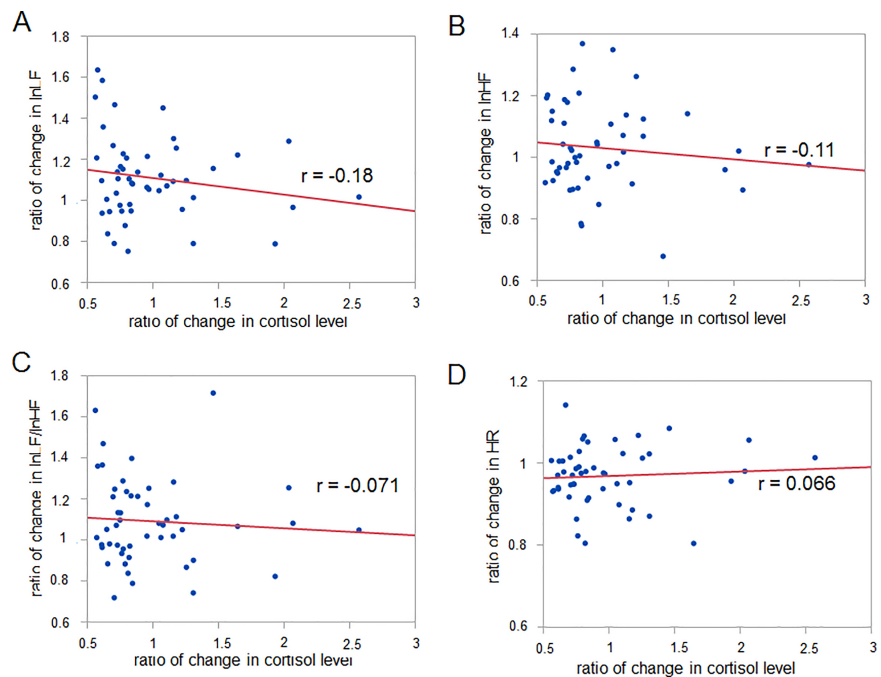 A
ratio of change in lnLF
1.8
1.6
1.4
1.2
1
0.8
0.6
r = -0.18
0.5 1 1.5 2 2.5 3
ratio of change in cortisol level
B
ratio of change in lnHF
1.4
1.2
1
0.8
0.6
r = -0.11
0.5 1 1.5 2 2.5 3
ratio of change in cortisol level
C
ratio of change in lnLF/lnHF
1.8
1.6
1.4
1.2
1
0.8
0.6
r = -0.071
0.5 1 1.5 2 2.5 3
ratio of change in cortisol level
D
ratio of change in HR
1.2
1
0.8
0.6
r = 0.066
0.5 1 1.5 2 2.5 3
ratio of change in cortisol level